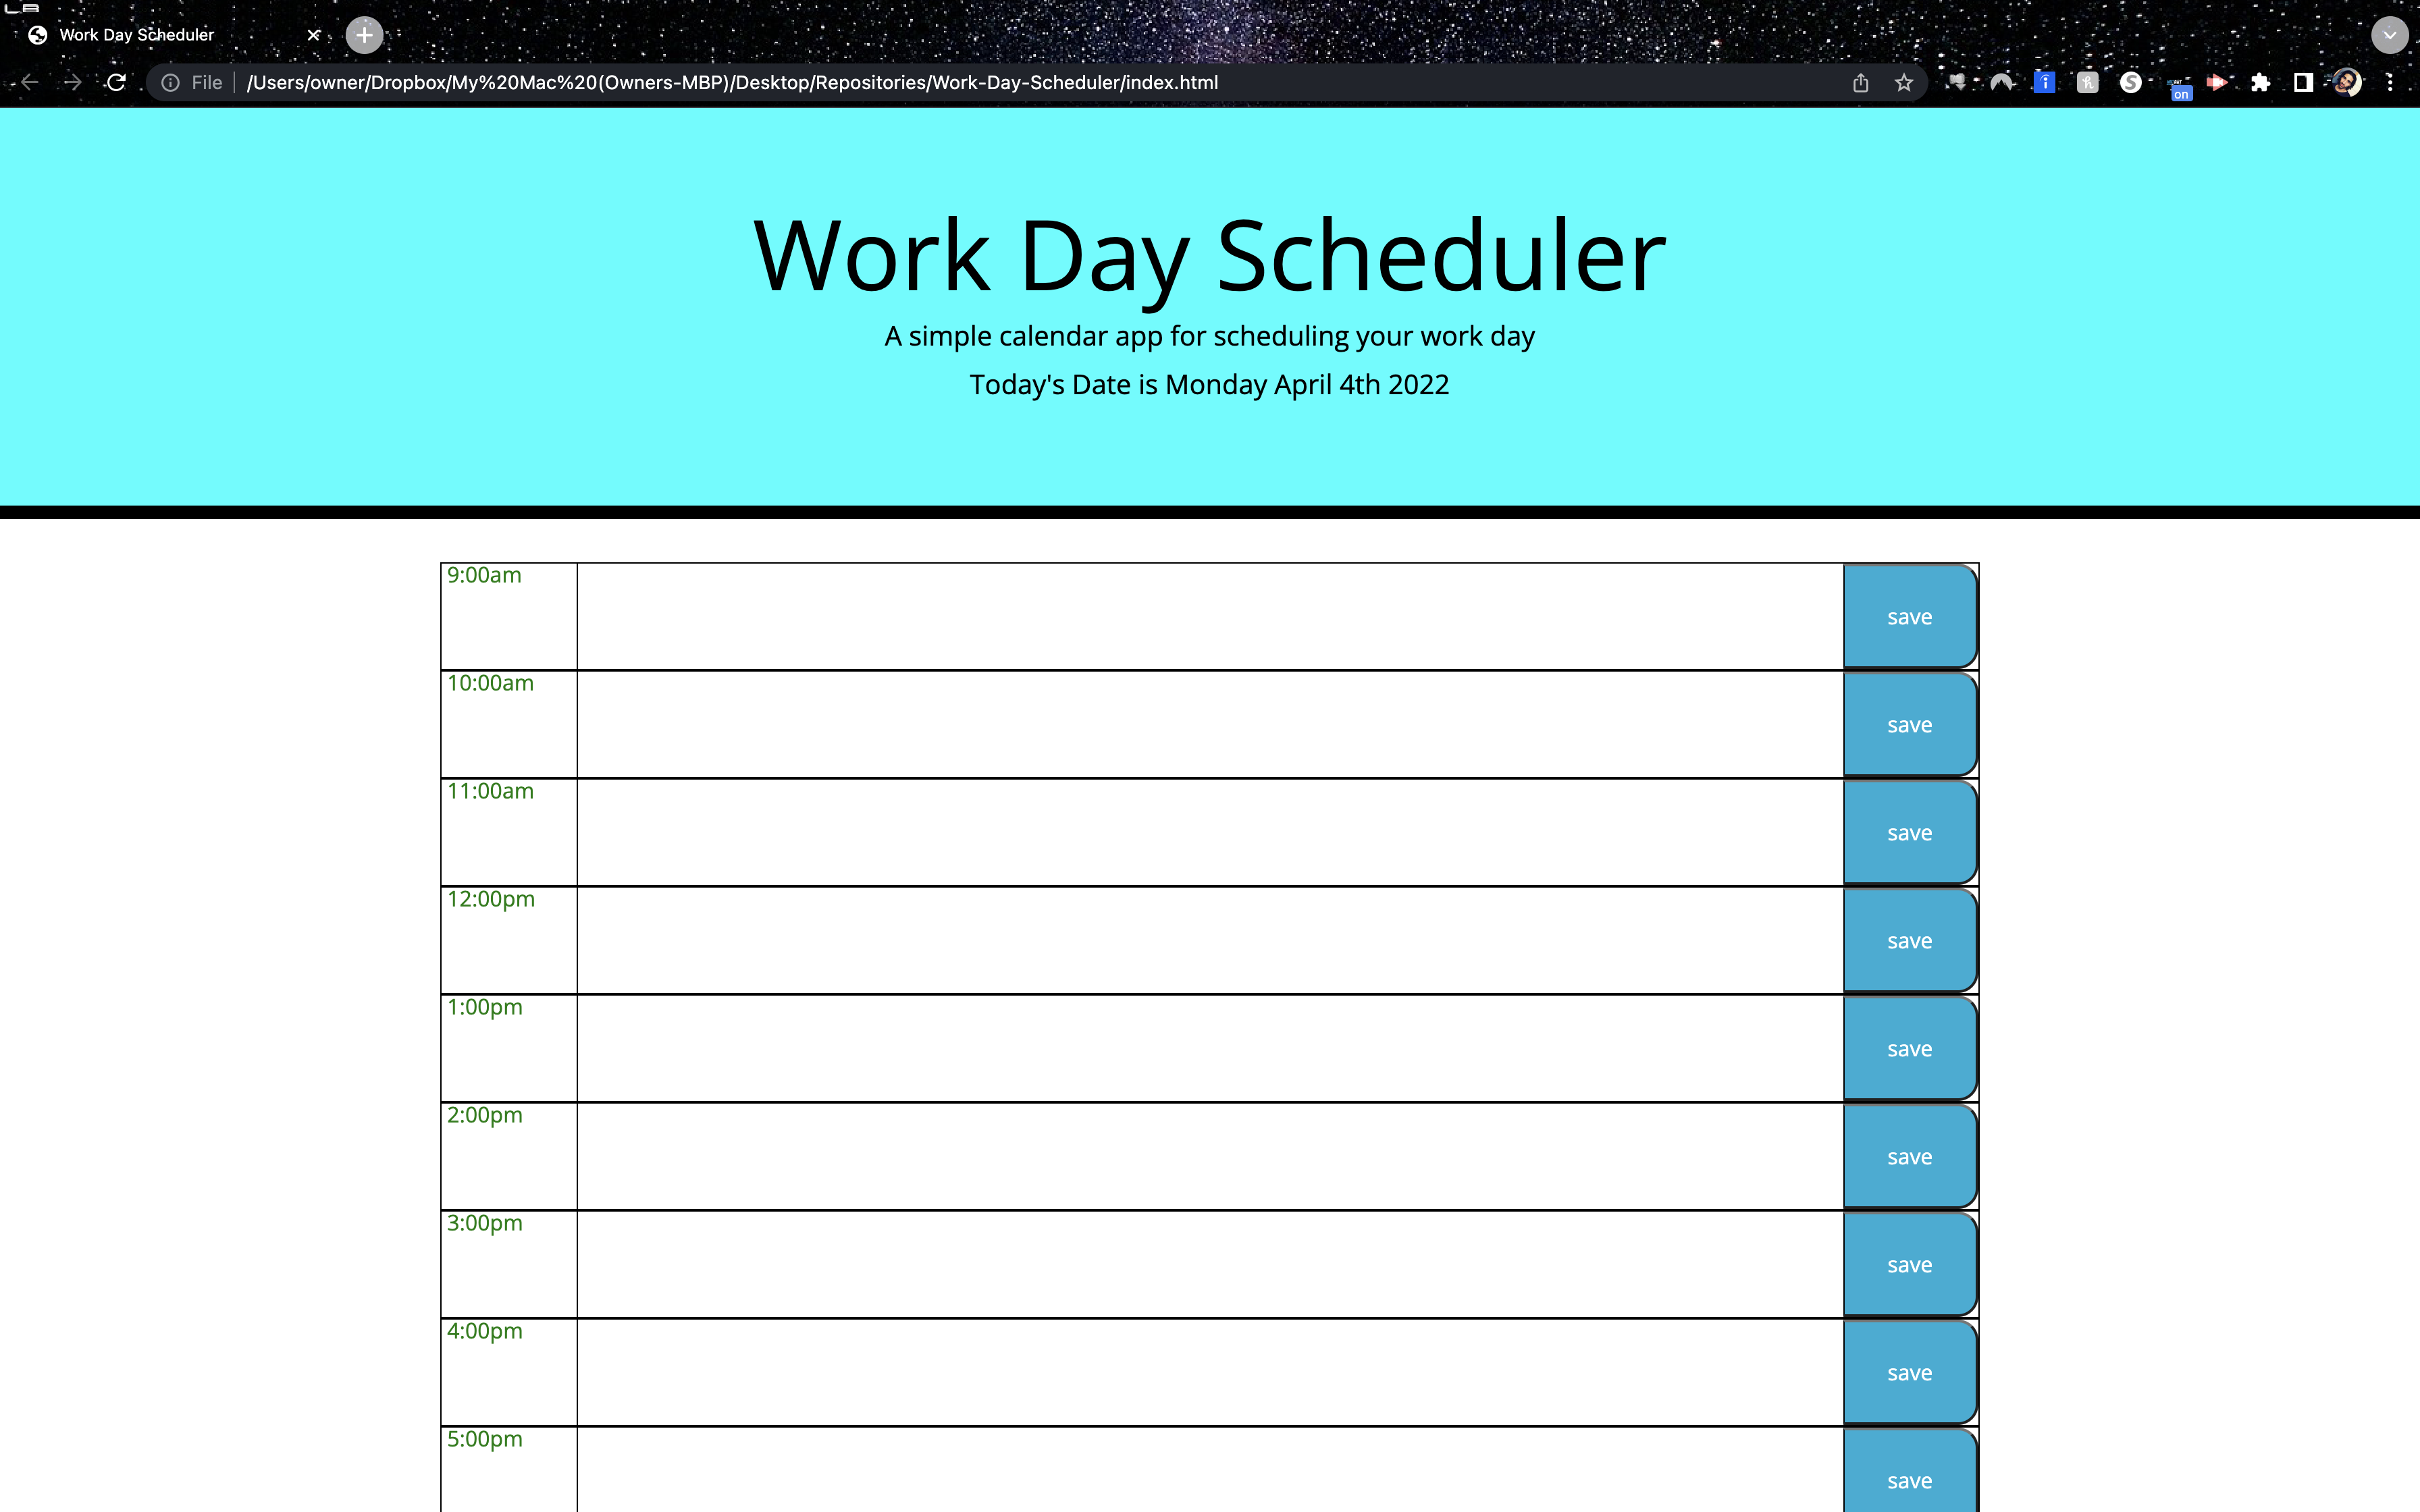 Work Day Scheduler
File /Users/owner/Dropbox/My%20Mac%20(Owners-MBP)/Desktop/Repositories/Work-Day-Scheduler/index.html
on
Work Day Scheduler
A simple calendar app for scheduling your work day
Today's Date is Monday April 4th 2022
9:00am
save
10:00am
save
11:00am
save
12:00pm
save
1:00pm
save
2:00pm
save
3:00pm
save
4:00pm
save
5:00pm
save